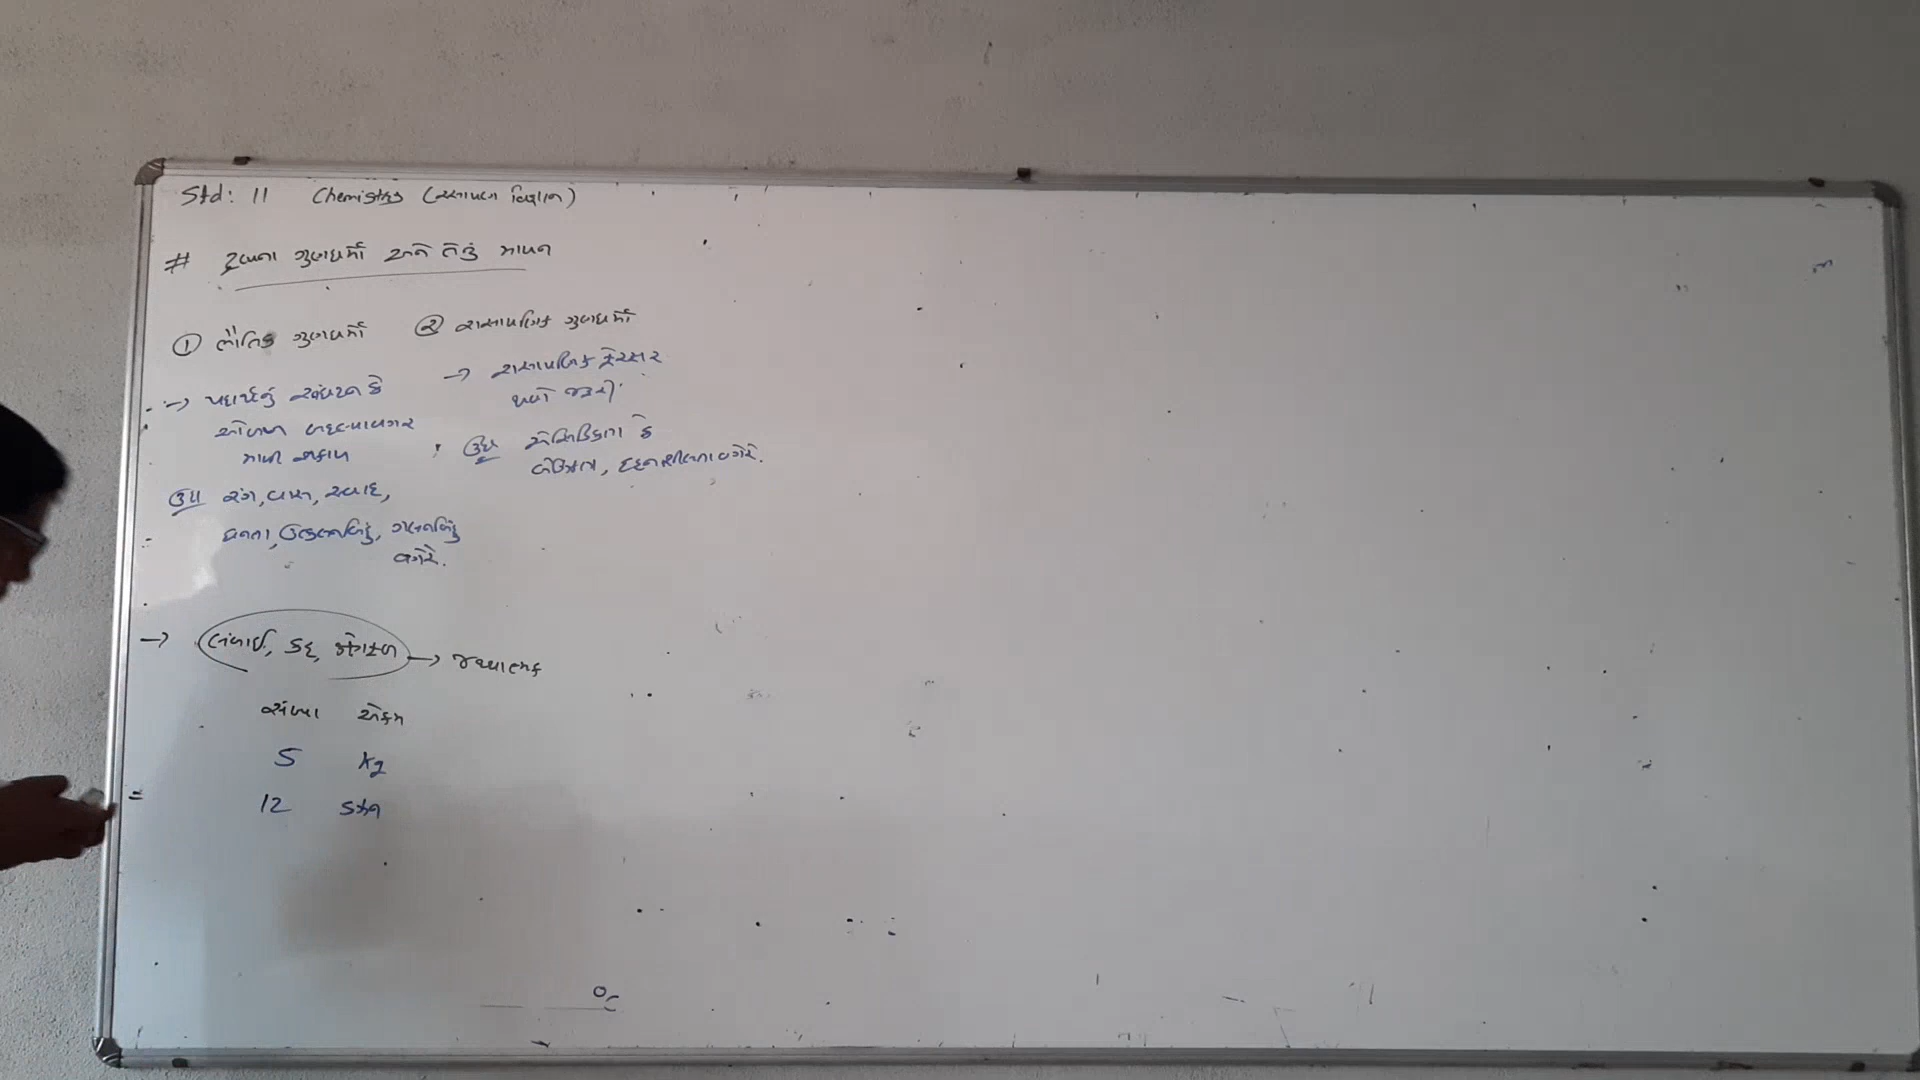 Std: 11 Chemistry (રસાયણ વિજ્ઞાન)
# દ્રવ્યના ગુણધર્મો અને તેનું માપન
① ભૌતિક ગુણધર્મો
→ પદાર્થનું સંઘટન કે
ઓળખ બદલ્યા વગર
માપી શકાય
ઉદા રંગ, વાસ, સ્વાદ,
ઘનતા, ઉત્કલનબિંદુ, ગલનબિંદુ
વગેરે.
② રાસાયણિક ગુણધર્મો
→ રાસાયણિક ફેરફાર
થવો જરૂરી
ઉદા એસિડિકતા કે
બેઝિકતા, દહનશીલતા વગેરે.
→ લંબાઈ, કદ, ક્ષેત્રફળ → જથ્થાત્મક
સંખ્યા એકમ
5 kg
12 ડઝન
°C